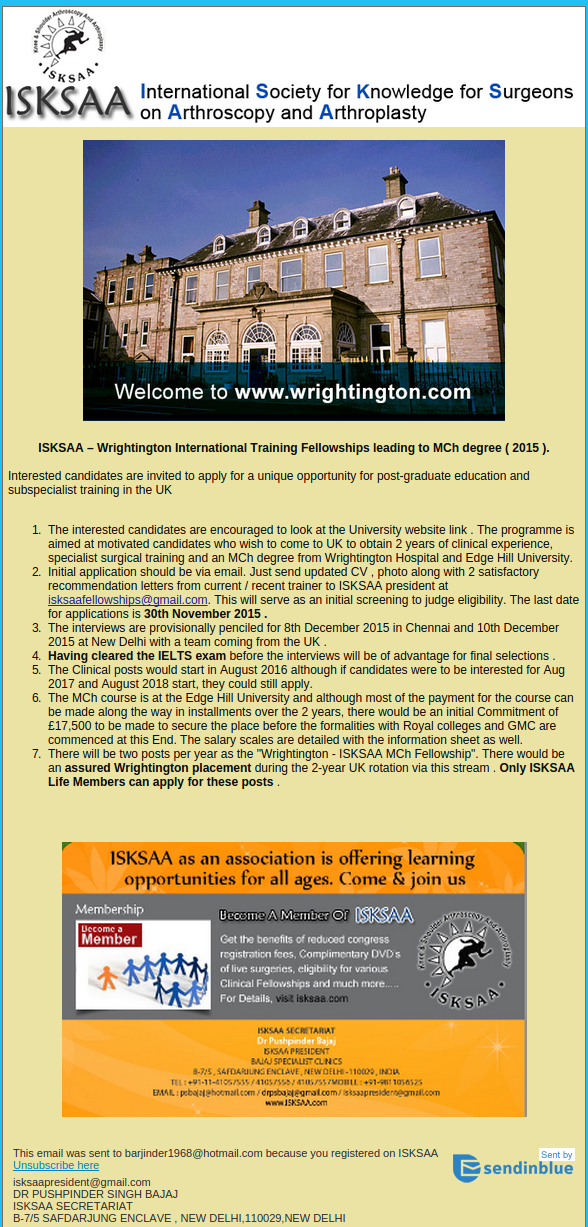 Knee & Shoulder Arthroscopy And Arthroplasty
• ISKSAA •
ISKSAA
International Society for Knowledge for Surgeons
on Arthroscopy and Arthroplasty
Welcome to www.wrightington.com
ISKSAA – Wrightington International Training Fellowships leading to MCh degree ( 2015 ).
Interested candidates are invited to apply for a unique opportunity for post-graduate education and
subspecialist training in the UK
1. The interested candidates are encouraged to look at the University website link . The programme is
aimed at motivated candidates who wish to come to UK to obtain 2 years of clinical experience,
specialist surgical training and an MCh degree from Wrightington Hospital and Edge Hill University.
2. Initial application should be via email. Just send updated CV , photo along with 2 satisfactory
recommendation letters from current / recent trainer to ISKSAA president at
isksaafellowships@gmail.com. This will serve as an initial screening to judge eligibility. The last date
for applications is 30th November 2015 .
3. The interviews are provisionally penciled for 8th December 2015 in Chennai and 10th December
2015 at New Delhi with a team coming from the UK .
4. Having cleared the IELTS exam before the interviews will be of advantage for final selections .
5. The Clinical posts would start in August 2016 although if candidates were to be interested for Aug
2017 and August 2018 start, they could still apply.
6. The MCh course is at the Edge Hill University and although most of the payment for the course can
be made along the way in installments over the 2 years, there would be an initial Commitment of
£17,500 to be made to secure the place before the formalities with Royal colleges and GMC are
commenced at this End. The salary scales are detailed with the information sheet as well.
7. There will be two posts per year as the "Wrightington - ISKSAA MCh Fellowship". There would be
an assured Wrightington placement during the 2-year UK rotation via this stream . Only ISKSAA
Life Members can apply for these posts .
ISKSAA as an association is offering learning
opportunities for all ages. Come & join us
Membership
Become a
Member
Become A Member Of ISKSAA
Get the benefits of reduced congress
registration fees, Complimentary DVD's
of live surgeries, eligibility for various
Clinical Fellowships and much more.....
For Details, visit isksaa.com
Knee & Shoulder Arthroscopy And Arthroplasty
• ISKSAA •
ISKSAA SECRETARIAT
Dr Pushpinder Bajaj
ISKSAA PRESIDENT
BAJAJ SPECIALIST CLINICS
B-7/5 , SAFDARJUNG ENCLAVE , NEW DELHI -110029 , INDIA
TEL : +91-11-41057555 / 41057556 / 41057557MOBILE : +91-9811056525
EMAIL : psbajaj@hotmail.com / drpsbajaj@gmail.com / isksaapresident@gmail.com
www.ISKSAA.com
This email was sent to barjinder1968@hotmail.com because you registered on ISKSAA
Unsubscribe here
Sent by
sendinblue
isksaapresident@gmail.com
DR PUSHPINDER SINGH BAJAJ
ISKSAA SECRETARIAT
B-7/5 SAFDARJUNG ENCLAVE , NEW DELHI,110029,NEW DELHI